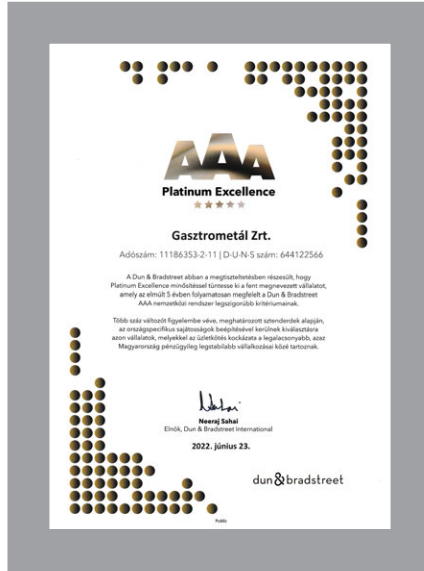 AAA
Platinum Excellence
Gasztrometál Zrt.
Adószám: 11186353-2-11 | D-U-N-S szám: 644122566
A Dun & Bradstreet abban a megtiszteltetésben részesült, hogy
Platinum Excellence minősítéssel tüntesse ki a fent megnevezett vállalatot,
amely az elmúlt 5 évben folyamatosan megfelelt a Dun & Bradstreet
AAA nemzetközi rendszer legszigorúbb kritériumainak.
Több száz változót figyelembe véve, meghatározott sztenderdek alapján,
az országspecifikus sajátosságok beépítésével kerülnek kiválasztásra
azon vállalatok, melyekkel az üzletkötés kockázata a legalacsonyabb, azaz
Magyarország pénzügyileg legstabilabb vállalkozásai közé tartoznak.
Neeraj Sahai
Elnök, Dun & Bradstreet International
2022. június 23.
dun & bradstreet
Public